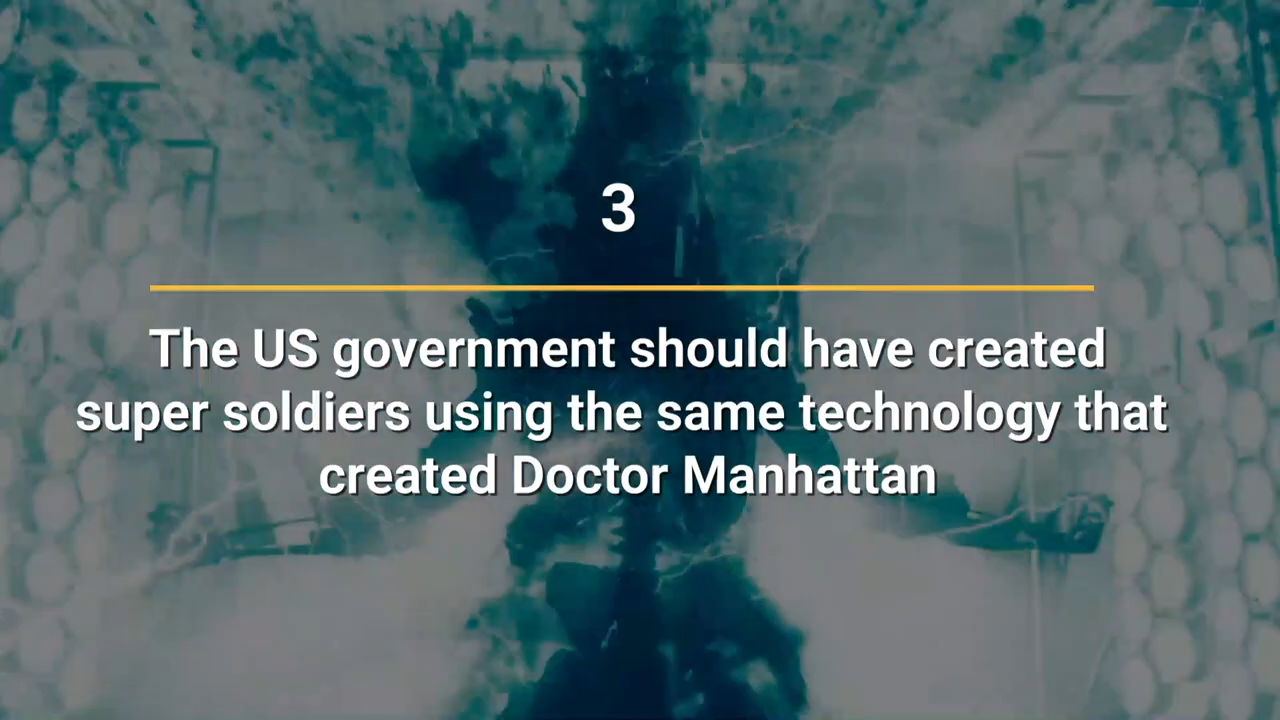 3
The US government should have created
super soldiers using the same technology that
created Doctor Manhattan